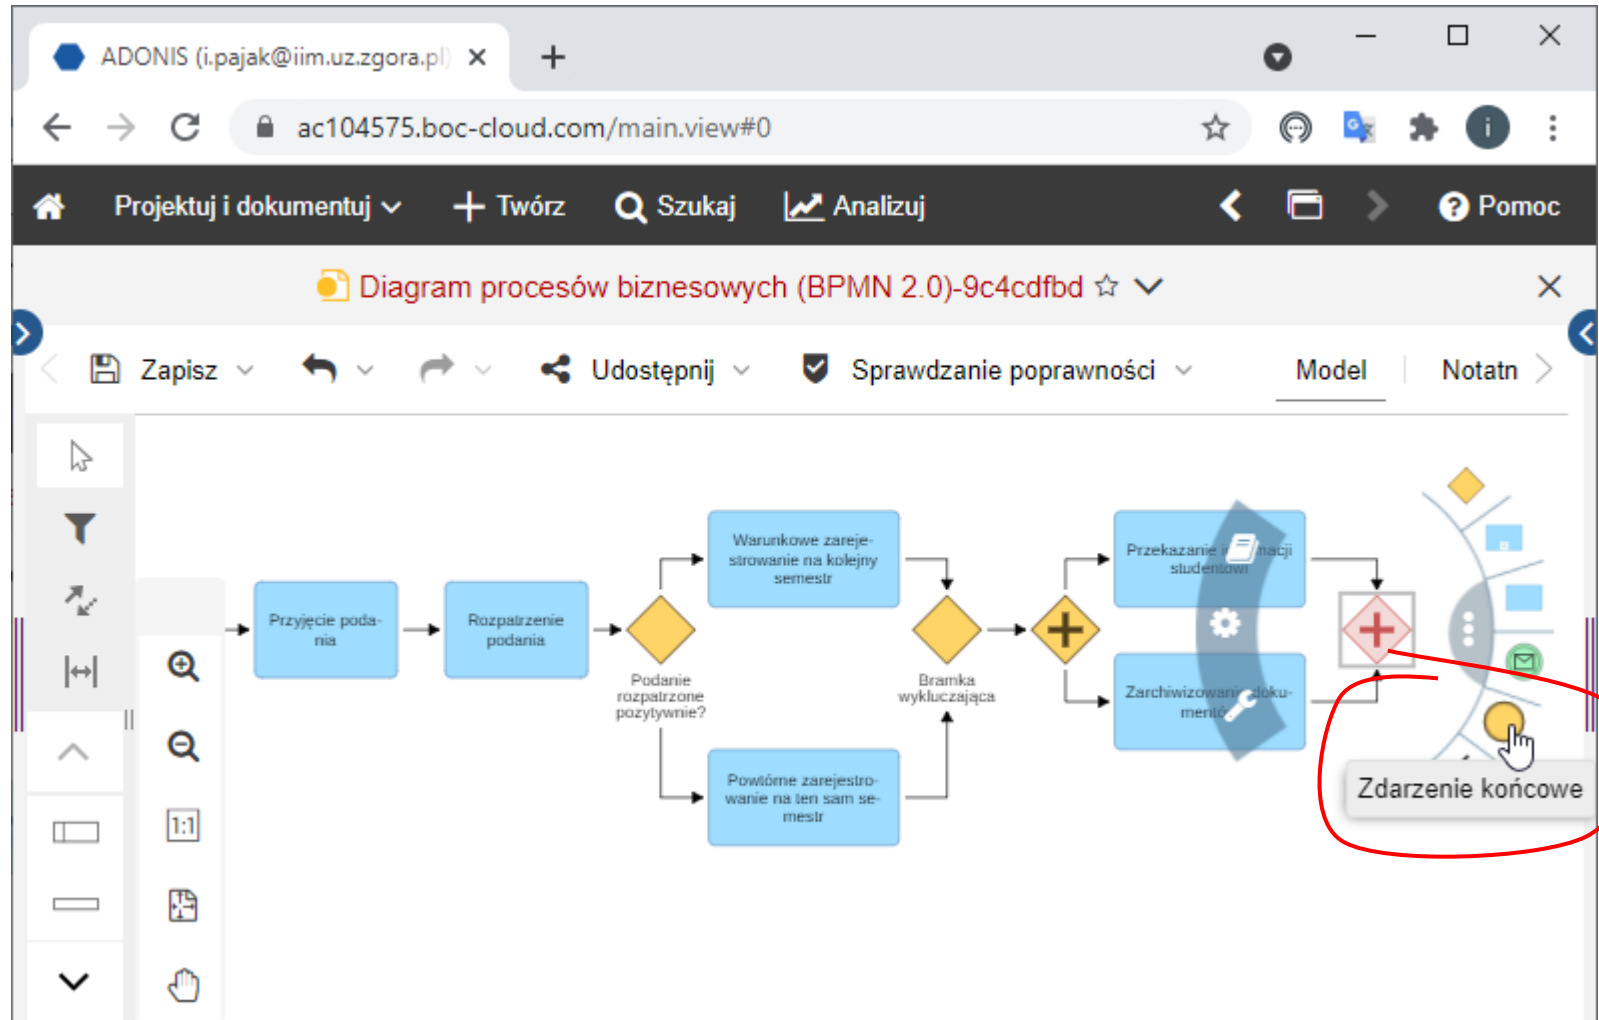 ADONIS (i.pajak@iim.uz.zgora.pl)
ac104575.boc-cloud.com/main.view#0
i
Projektuj i dokumentuj
Twórz
Szukaj
Analizuj
Pomoc
Diagram procesów biznesowych (BPMN 2.0)-9c4cdfbd
Zapisz
Udostępnij
Sprawdzanie poprawności
Model
Notatn
1:1
Przyjęcie poda-
nia
Rozpatrzenie
podania
Podanie
rozpatrzone
pozytywnie?
Warunkowe zareje-
strowanie na kolejny
semestr
Powtórne zarejestro-
wanie na ten sam se-
mestr
Bramka
wykluczająca
Przekazanie i macji
studentowi
Zarchiwizowanie doku-
mentów
Zdarzenie końcowe